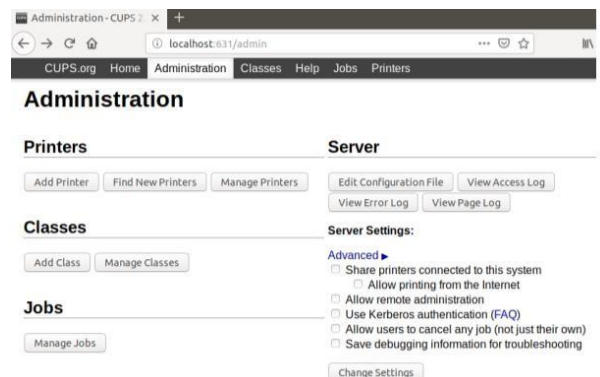 Administration - CUPS 2
localhost:631/admin
CUPS.org Home Administration Classes Help Jobs Printers
Administration
Printers
Add Printer Find New Printers Manage Printers
Classes
Add Class Manage Classes
Jobs
Manage Jobs
Server
Edit Configuration File View Access Log
View Error Log View Page Log
Server Settings:
Advanced ▸
Share printers connected to this system
Allow printing from the Internet
Allow remote administration
Use Kerberos authentication (FAQ)
Allow users to cancel any job (not just their own)
Save debugging information for troubleshooting
Change Settings